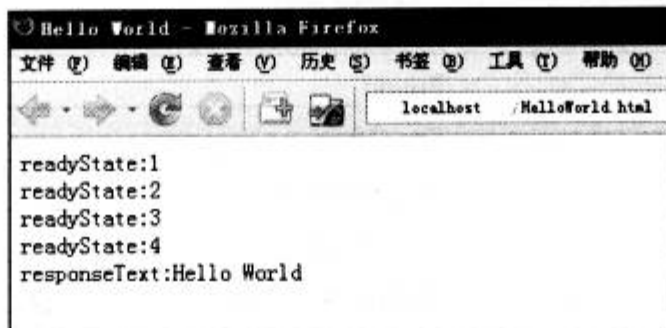 Hello World - Mozilla Firefox
文件 (F) 编辑 (E) 查看 (V) 历史 (S) 书签 (B) 工具 (T) 帮助 (H)
localhost /HelloWorld.html
readyState:1
readyState:2
readyState:3
readyState:4
responseText:Hello World